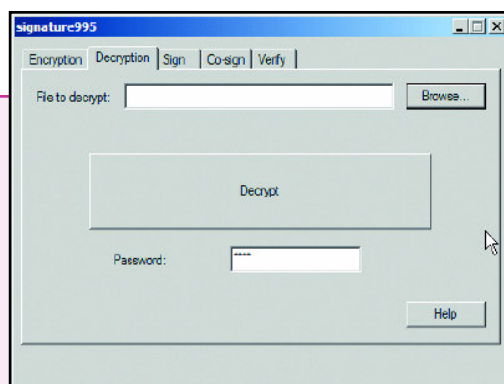 signature995
Encryption Decryption Sign Co-sign Verify
File to decrypt: Browse...
Decrypt
Password: ****
Help